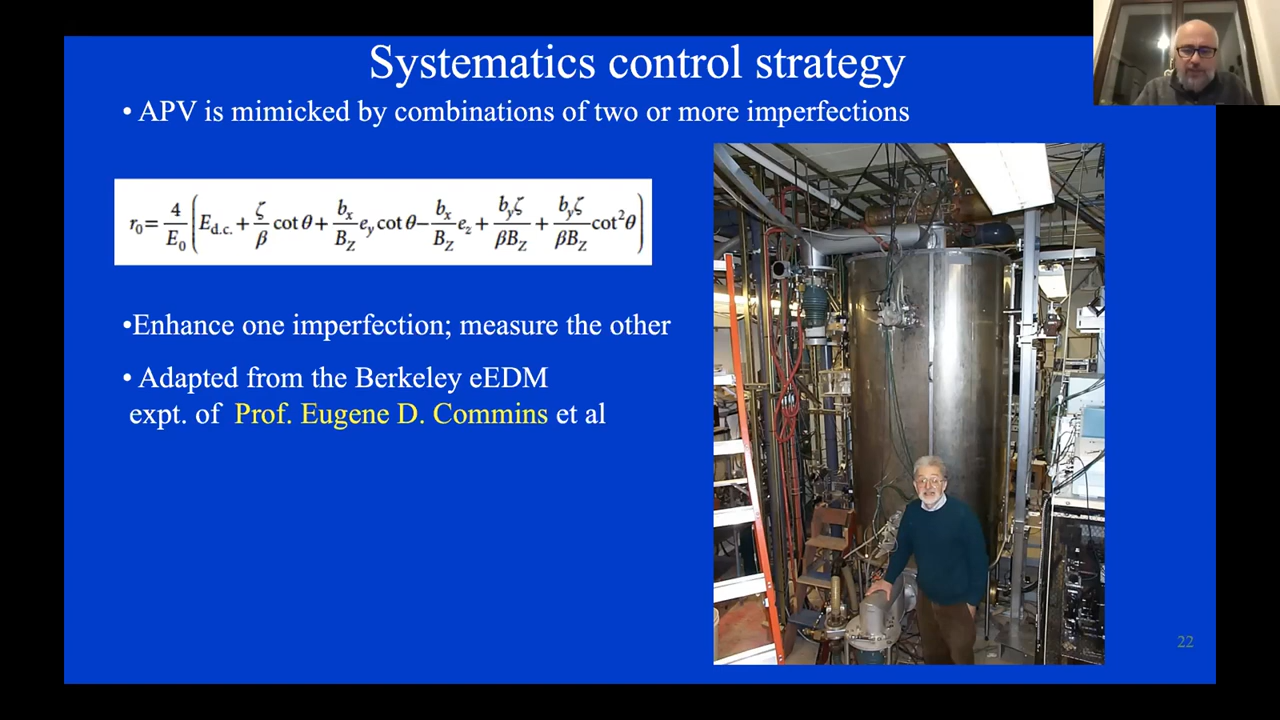 Systematics control strategy
• APV is mimicked by combinations of two or more imperfections
r₀ = 4/E₀ ( E_d.c. + ζ/β cot θ + b_x/B_Z e_y cot θ − b_x/B_Z e_z + b_yζ/βB_Z + b_yζ/βB_Z cot²θ )
•Enhance one imperfection; measure the other
• Adapted from the Berkeley eEDM
expt. of Prof. Eugene D. Commins et al
22